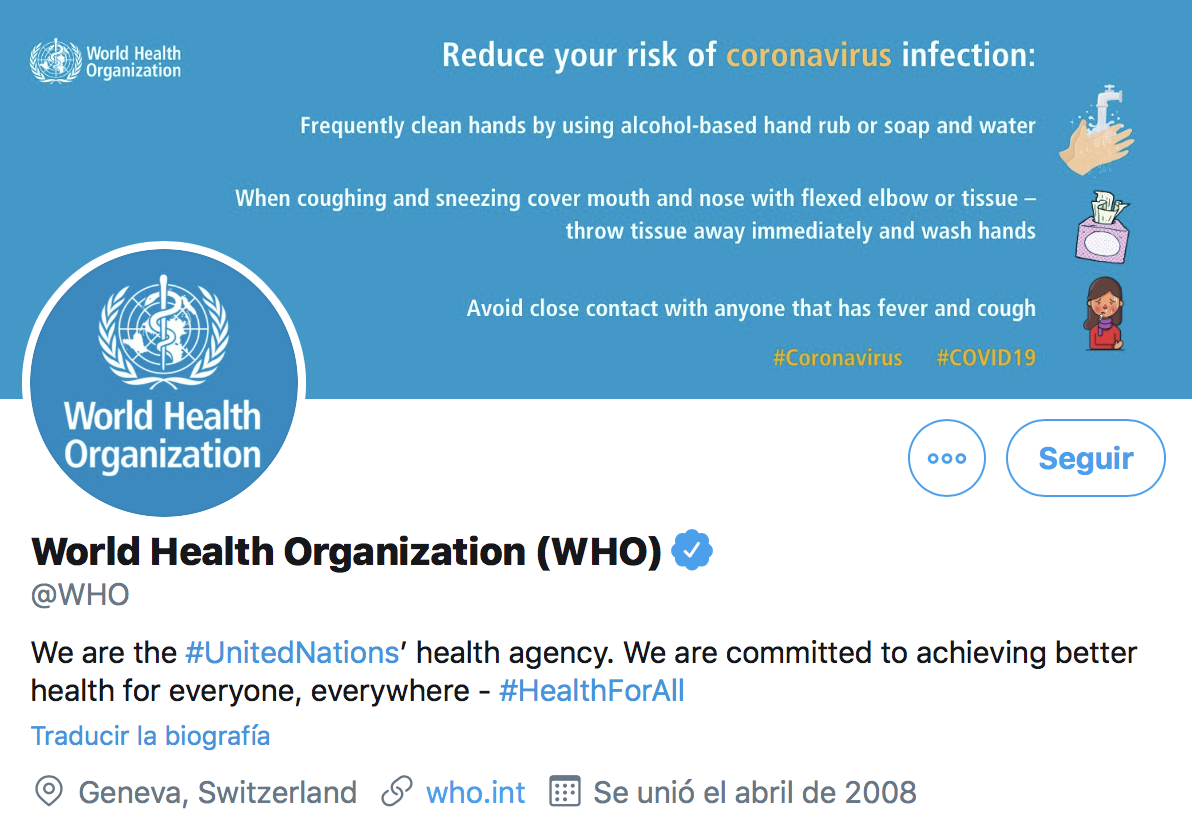 World Health
Organization
Reduce your risk of coronavirus infection:
Frequently clean hands by using alcohol-based hand rub or soap and water
When coughing and sneezing cover mouth and nose with flexed elbow or tissue –
throw tissue away immediately and wash hands
Avoid close contact with anyone that has fever and cough
#Coronavirus #COVID19
World Health
Organization
Seguir
World Health Organization (WHO)
@WHO
We are the #UnitedNations’ health agency. We are committed to achieving better
health for everyone, everywhere - #HealthForAll
Traducir la biografía
Geneva, Switzerland who.int Se unió el abril de 2008